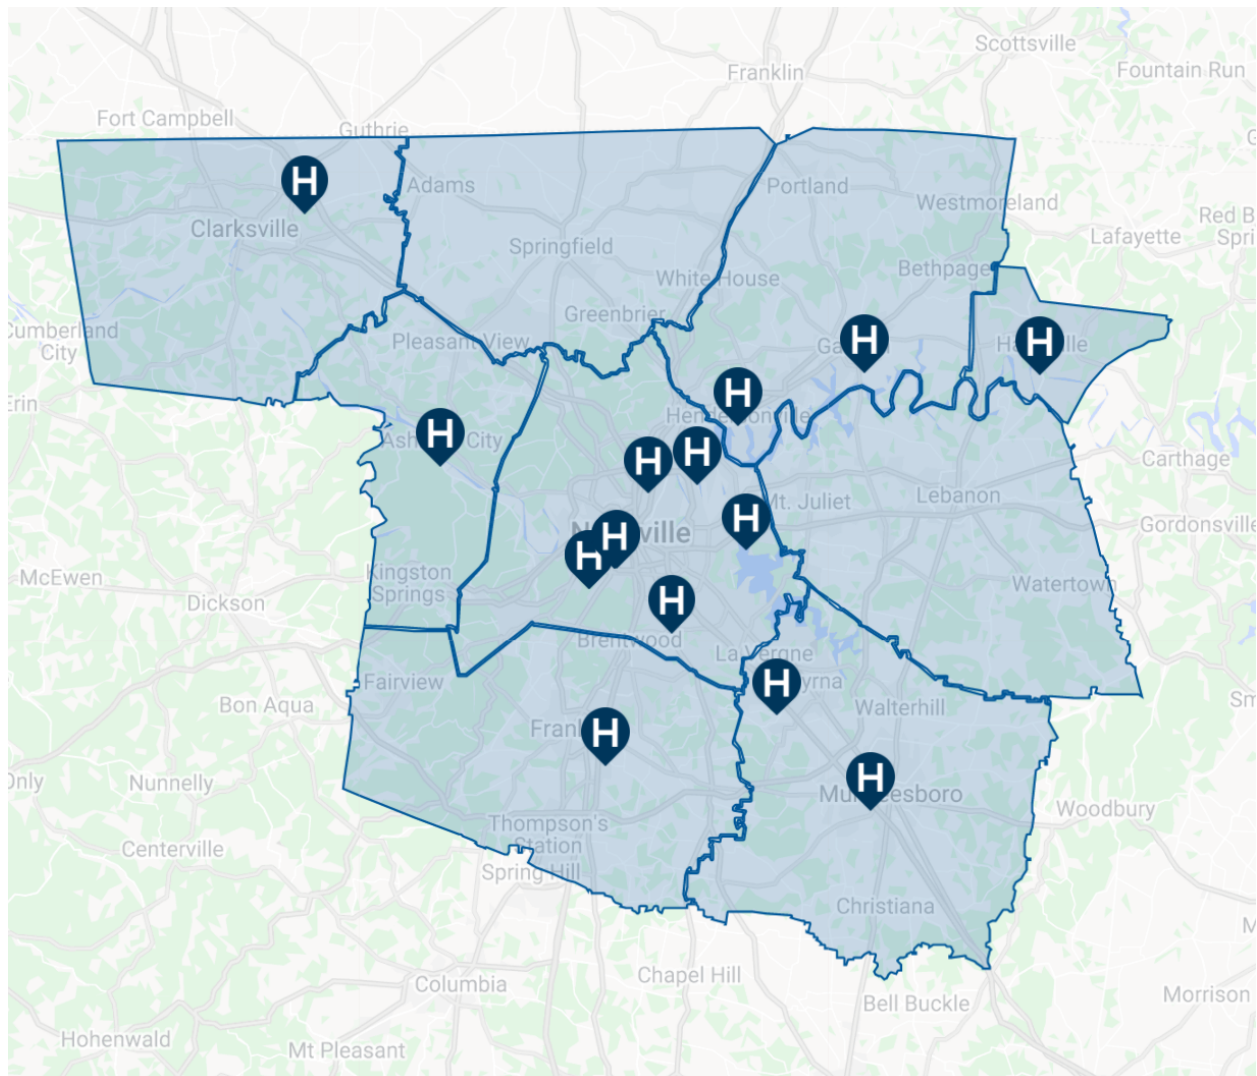 Scottsville
Franklin
Fountain Run
Fort Campbell
Guthrie
H
Adams
Portland
Westmoreland
Clarksville
Lafayette
Springfield
Bethpage
White House
Greenbrier
Cumberland
City
Pleasant View
H
H
H
H
Erin
H
H
H
Carthage
Lebanon
Mt. Juliet
H
Gordonsville
H
H
McEwen
Kingston
Springs
Watertown
Dickson
H
Brentwood
La Vergne
Fairview
H
Walterhill
Bon Aqua
H
Only
Nunnelly
H
Woodbury
Thompson's
Station
Centerville
Spring Hill
Christiana
Columbia
Chapel Hill
Bell Buckle
Morrison
Hohenwald
Mt Pleasant